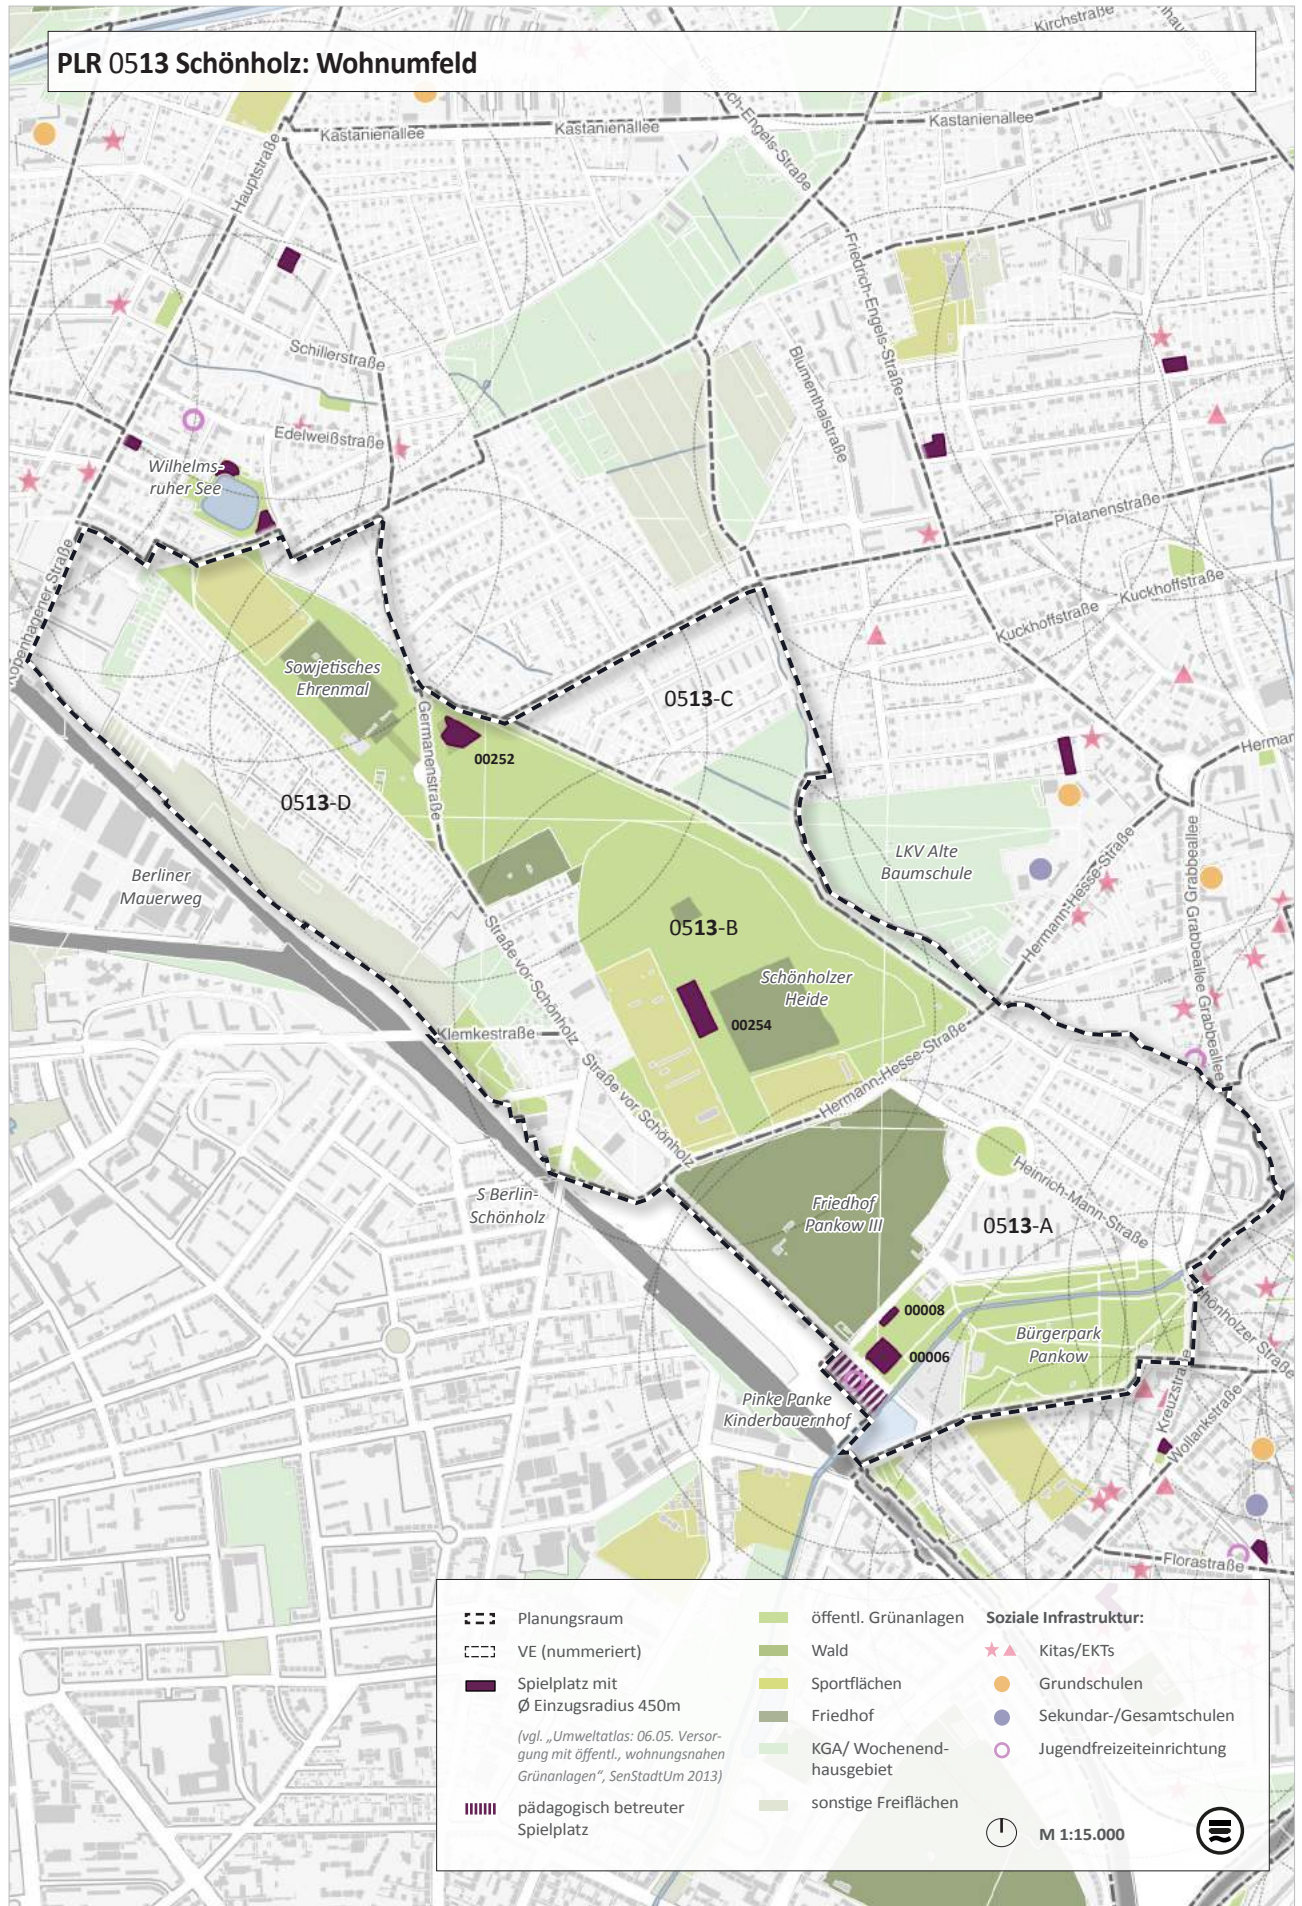 PLR 0513 Schönholz: Wohnumfeld
Kirchstraße
Kastanienallee
Kastanienallee
Kastanienallee
Friedrich-Engels-Straße
Hauptstraße
Friedrich-Engels-Straße
Schillerstraße
Blumenthalstraße
Edelweißstraße
Wilhelms-
ruher See
Platanenstraße
Kopenhagener Straße
Kuckhoffstraße
Kuckhoffstraße
Sowjetisches
Ehrenmal
0513-C
Germanenstraße
00252
0513-D
Grabbeallee Grabbeallee Grabbeallee
LKV Alte
Baumschule
Hermann-Hesse-Straße
Berliner
Mauerweg
0513-B
Straße vor Schönholz
Schönholzer
Heide
00254
Klemkestraße
Straße vor Schönholz
Hermann-Hesse-Straße
Heinrich-Mann-Straße
S Berlin-
Schönholz
Friedhof
Pankow III
0513-A
00008
Schönholzer Straße
Bürgerpark
Pankow
00006
Pinke Panke
Kinderbauernhof
Kreuzstraße
Wollankstraße
Florastraße
Planungsraum
VE (nummeriert)
Spielplatz mit
Ø Einzugsradius 450m
(vgl. „Umweltatlas: 06.05. Versor-
gung mit öffentl., wohnungsnahen
Grünanlagen“, SenStadtUm 2013)
pädagogisch betreuter
Spielplatz
öffentl. Grünanlagen
Wald
Sportflächen
Friedhof
KGA/ Wochenend-
hausgebiet
sonstige Freiflächen
Soziale Infrastruktur:
Kitas/EKTs
Grundschulen
Sekundar-/Gesamtschulen
Jugendfreizeiteinrichtung
M 1:15.000